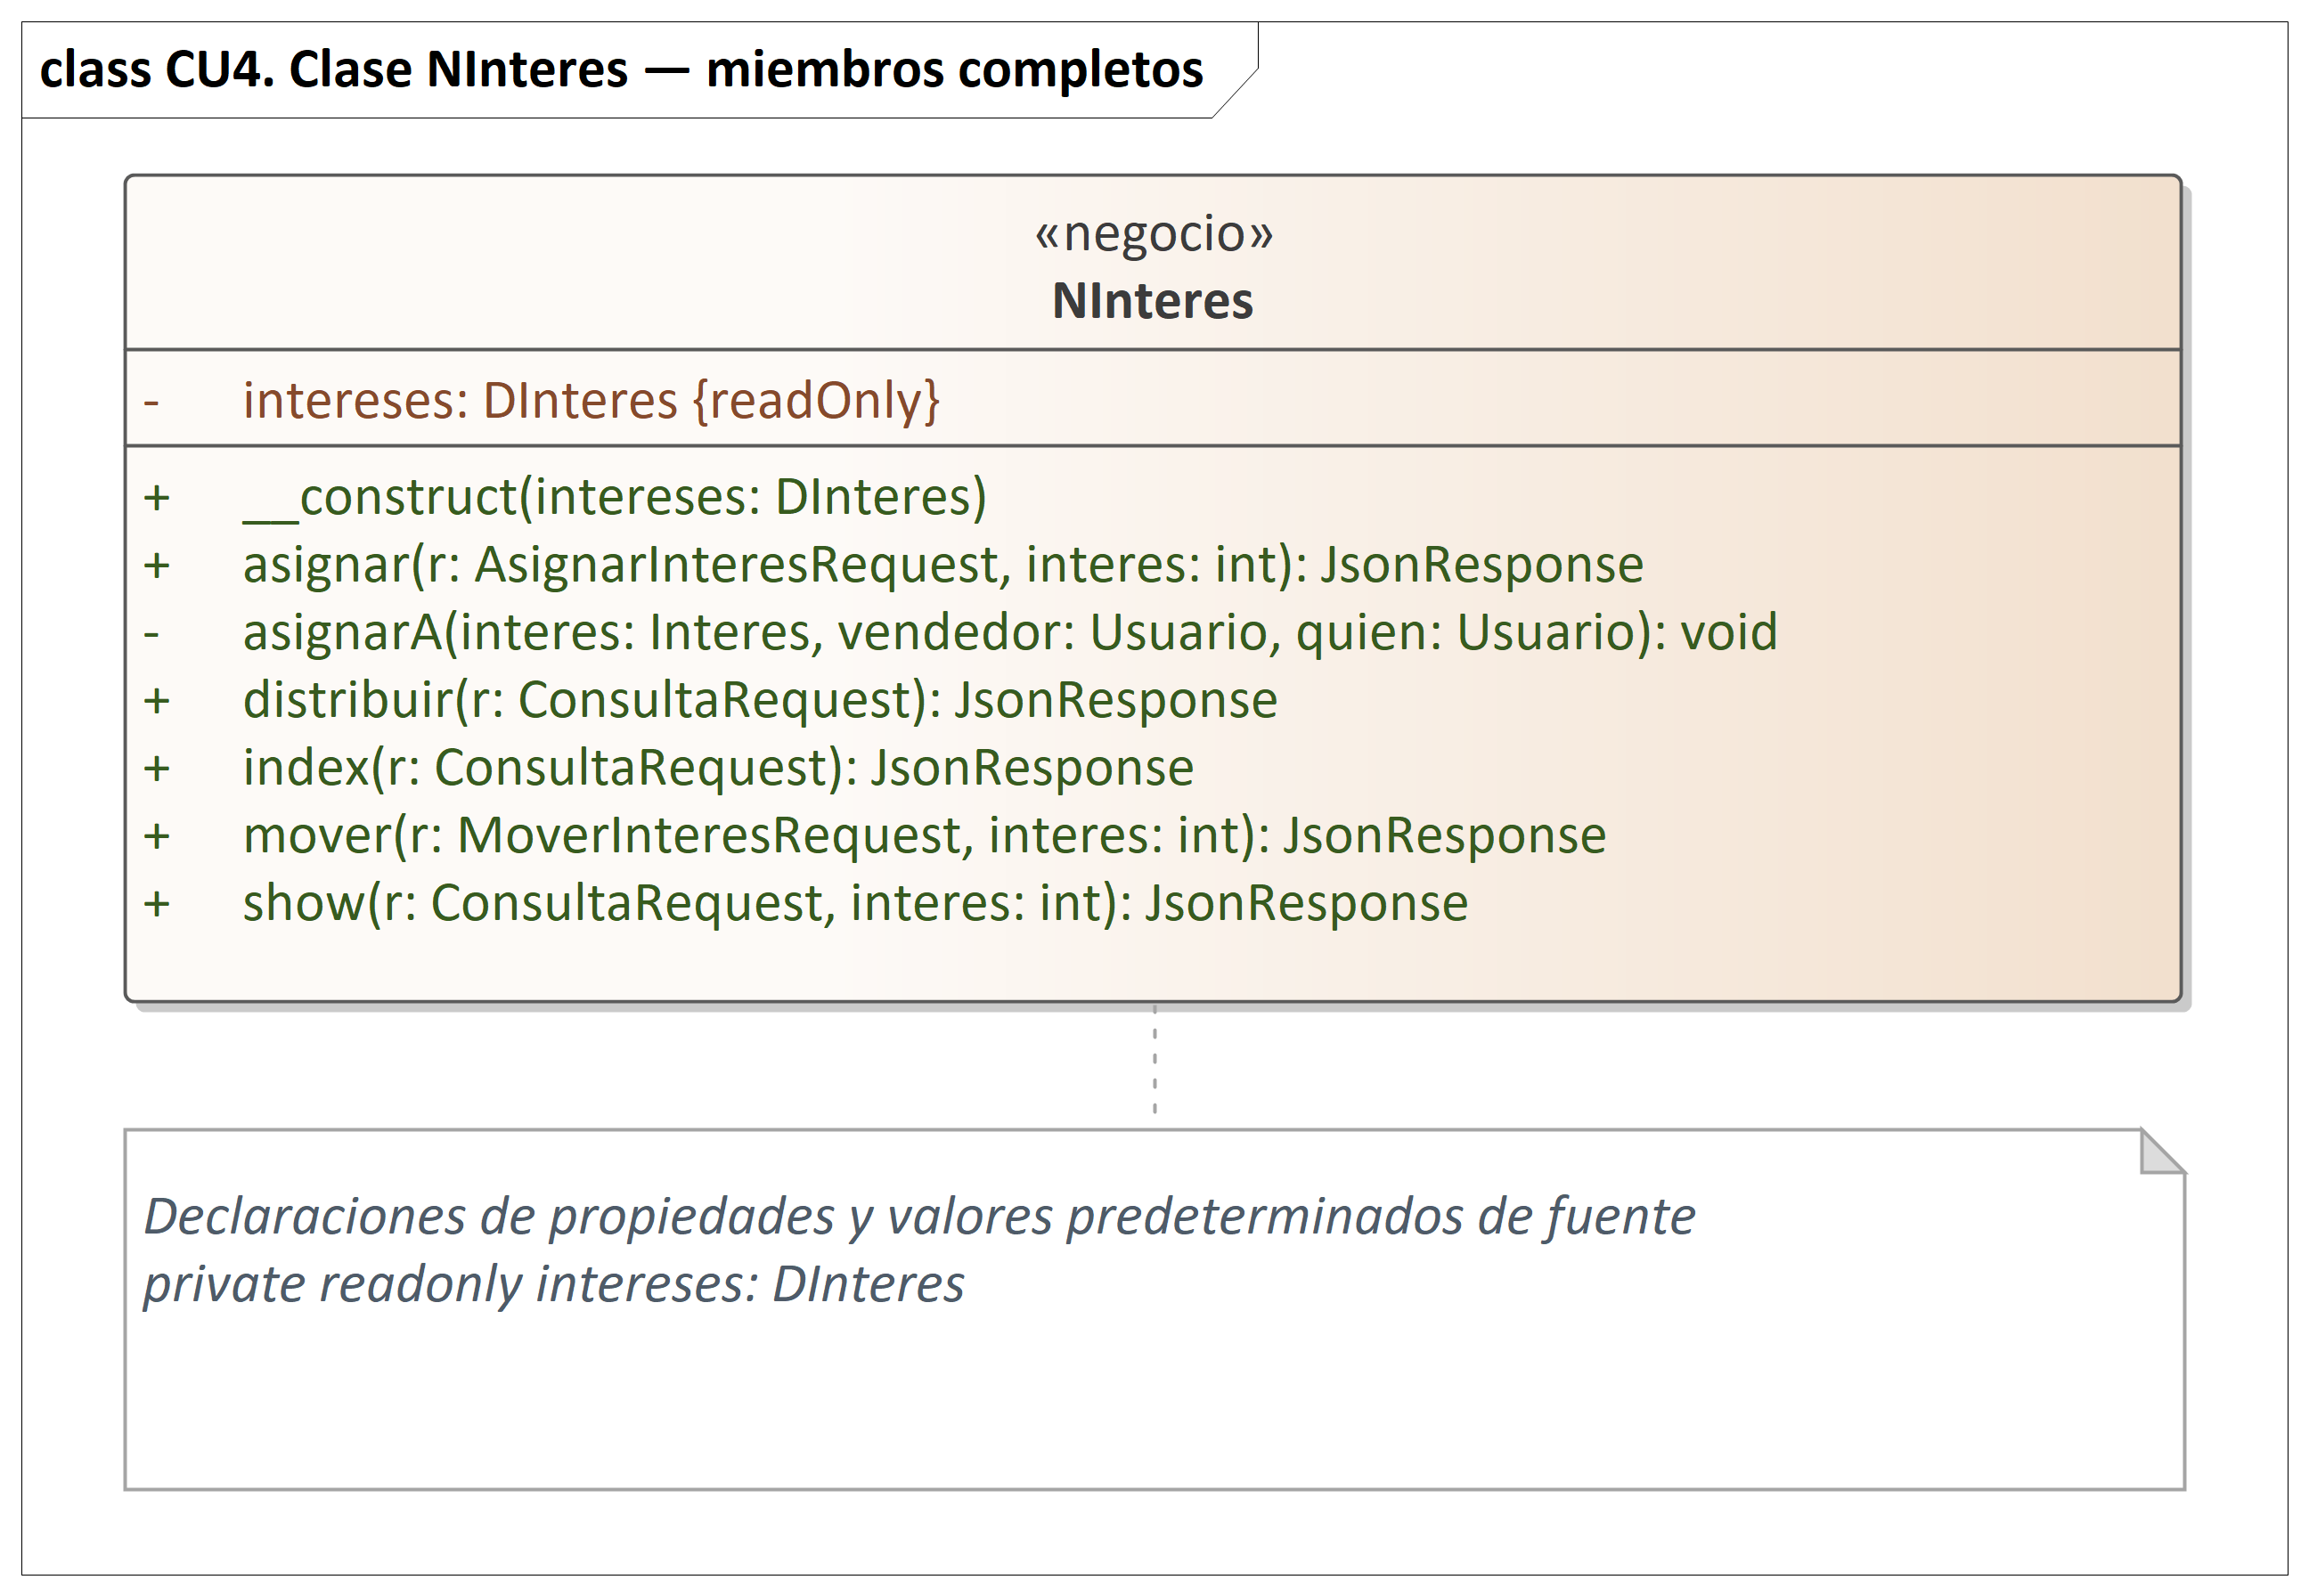 class CU4. Clase NInteres — miembros completos
«negocio»
NInteres
- intereses: DInteres {readOnly}
+ __construct(intereses: DInteres)
+ asignar(r: AsignarInteresRequest, interes: int): JsonResponse
- asignarA(interes: Interes, vendedor: Usuario, quien: Usuario): void
+ distribuir(r: ConsultaRequest): JsonResponse
+ index(r: ConsultaRequest): JsonResponse
+ mover(r: MoverInteresRequest, interes: int): JsonResponse
+ show(r: ConsultaRequest, interes: int): JsonResponse
Declaraciones de propiedades y valores predeterminados de fuente
private readonly intereses: DInteres